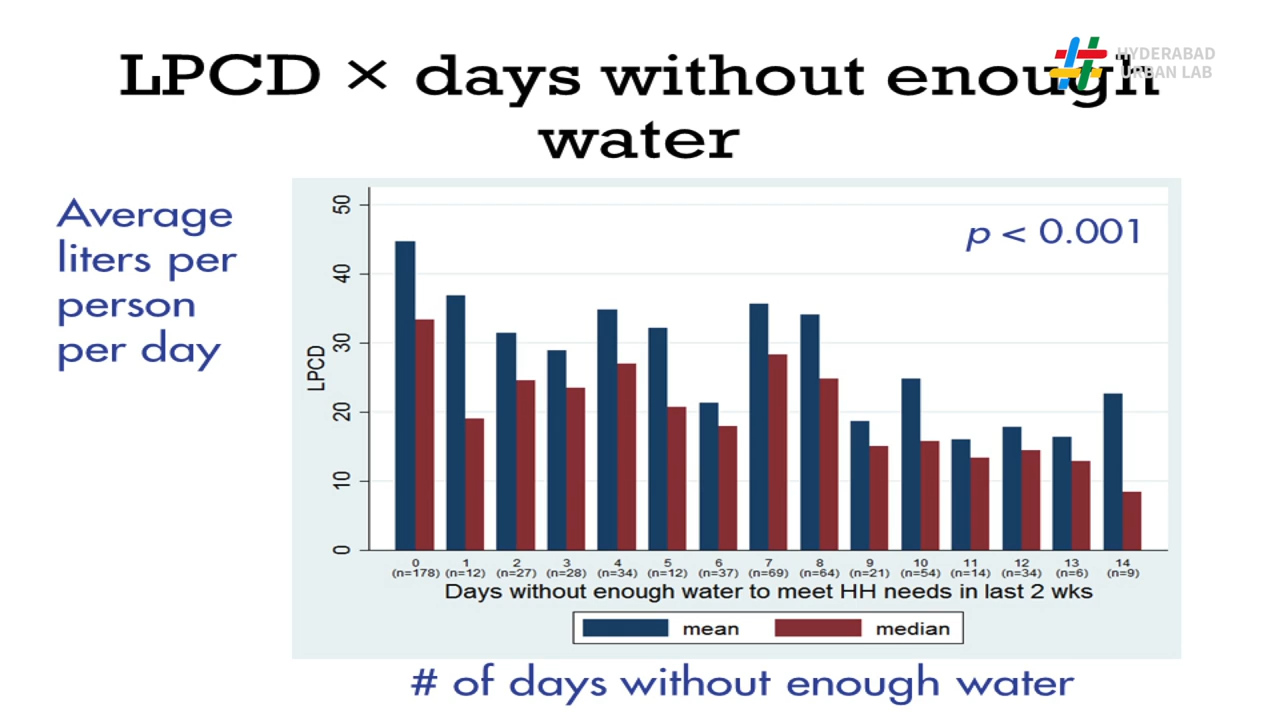 LPCD × days without enough
water
HYDERABAD
URBAN LAB
Average
liters per
person
per day
p < 0.001
LPCD
50
40
30
20
10
0
0 1 2 3 4 5 6 7 8 9 10 11 12 13 14
(n=178) (n=12) (n=27) (n=28) (n=34) (n=12) (n=37) (n=69) (n=64) (n=21) (n=54) (n=14) (n=34) (n=6) (n=9)
Days without enough water to meet HH needs in last 2 wks
mean median
# of days without enough water